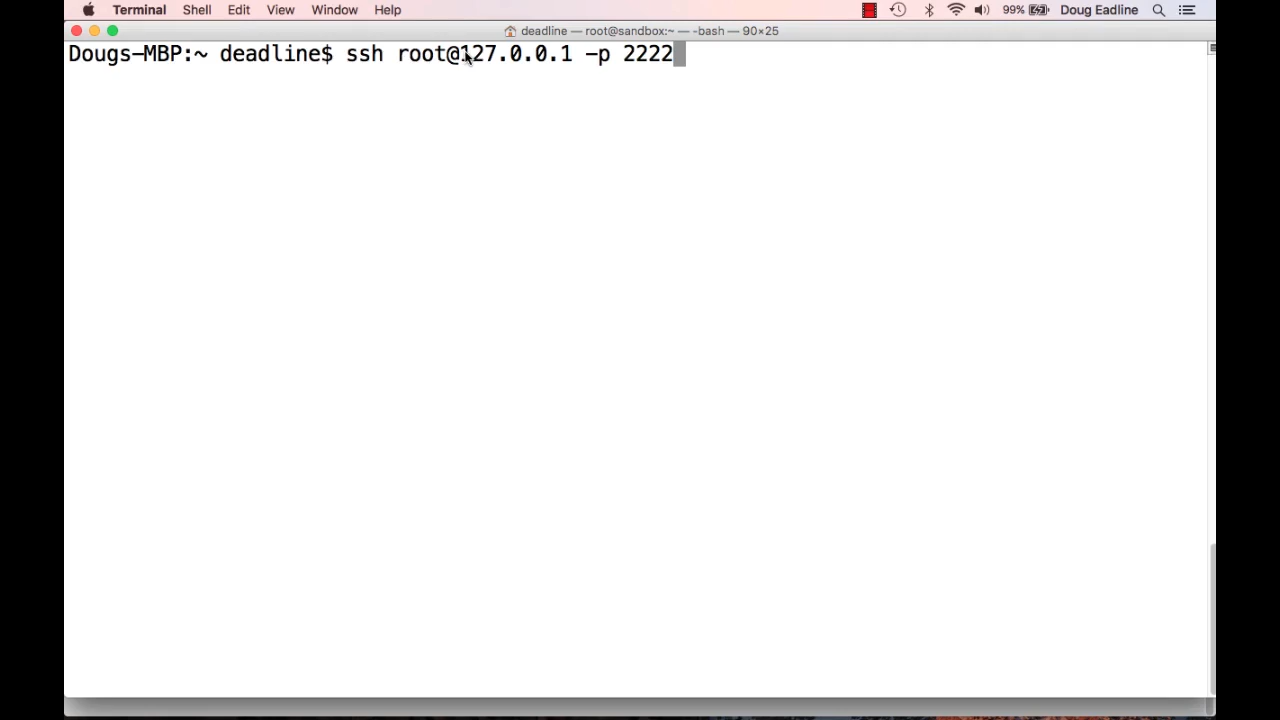 Terminal Shell Edit View Window Help 99% Doug Eadline
deadline — root@sandbox:~ — -bash — 90×25
Dougs-MBP:~ deadline$ ssh root@127.0.0.1 -p 2222